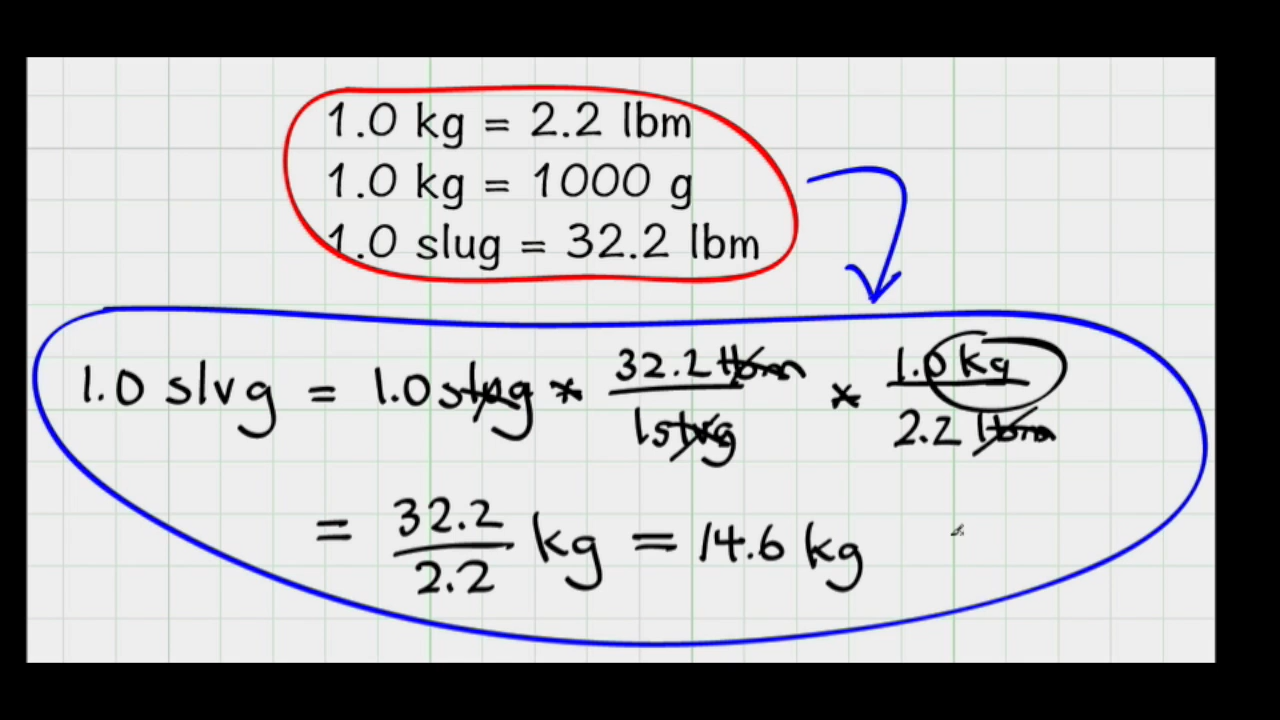 1.0 kg = 2.2 lbm
1.0 kg = 1000 g
1.0 slug = 32.2 lbm
1.0 slug = 1.0 slug * 32.2 lbm / 1 slug * 1.0 kg / 2.2 lbm
= 32.2 / 2.2 kg = 14.6 kg